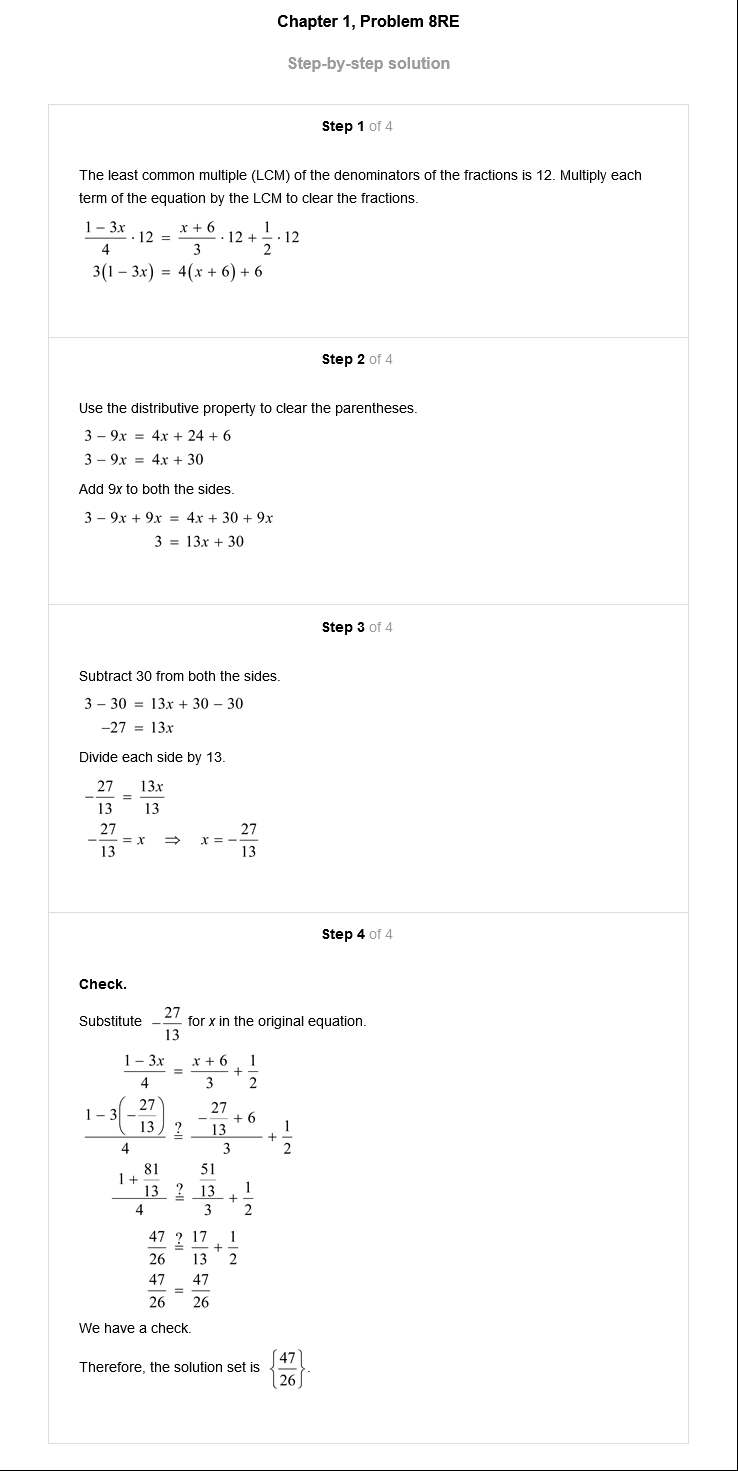 Chapter 1, Problem 8RE
Step-by-step solution
Step 1 of 4
The least common multiple (LCM) of the denominators of the fractions is 12. Multiply each
term of the equation by the LCM to clear the fractions.
\frac{1-3x}{4} · 12 = \frac{x+6}{3} · 12 + \frac{1}{2} · 12
3(1 − 3x) = 4(x + 6) + 6
Step 2 of 4
Use the distributive property to clear the parentheses.
3 − 9x = 4x + 24 + 6
3 − 9x = 4x + 30
Add 9x to both the sides.
3 − 9x + 9x = 4x + 30 + 9x
3 = 13x + 30
Step 3 of 4
Subtract 30 from both the sides.
3 − 30 = 13x + 30 − 30
−27 = 13x
Divide each side by 13.
−\frac{27}{13} = \frac{13x}{13}
−\frac{27}{13} = x ⇒ x = −\frac{27}{13}
Step 4 of 4
Check.
Substitute −\frac{27}{13} for x in the original equation.
\frac{1-3x}{4} = \frac{x+6}{3} + \frac{1}{2}
\frac{1-3\left(-\frac{27}{13}\right)}{4} \stackrel{?}{=} \frac{-\frac{27}{13}+6}{3} + \frac{1}{2}
\frac{1+\frac{81}{13}}{4} \stackrel{?}{=} \frac{\frac{51}{13}}{3} + \frac{1}{2}
\frac{47}{26} \stackrel{?}{=} \frac{17}{13} + \frac{1}{2}
\frac{47}{26} = \frac{47}{26}
We have a check.
Therefore, the solution set is \left\{\frac{47}{26}\right\}.